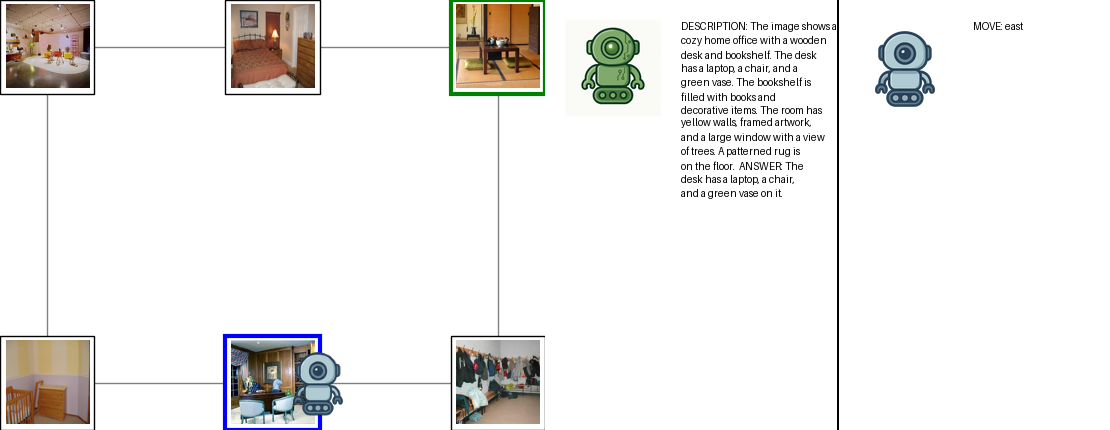 DESCRIPTION: The image shows a
cozy home office with a wooden
desk and bookshelf. The desk
has a laptop, a chair, and a
green vase. The bookshelf is
filled with books and
decorative items. The room has
yellow walls, framed artwork,
and a large window with a view
of trees. A patterned rug is
on the floor. ANSWER: The
desk has a laptop, a chair,
and a green vase on it.
MOVE: east